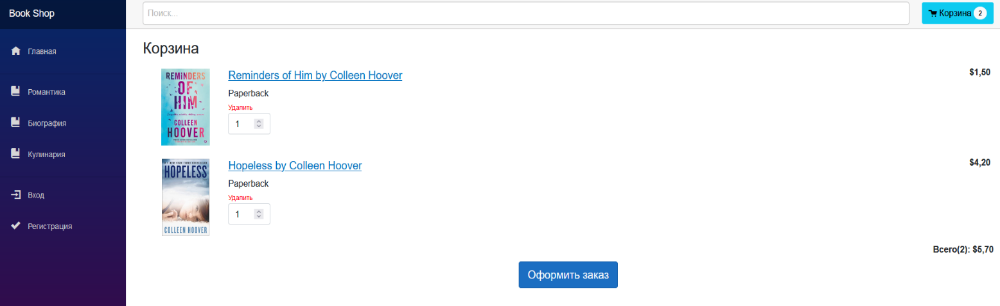 Book Shop
Поиск...
Корзина 2
Главная
Романтика
Биография
Кулинария
Вход
Регистрация
Корзина
REMINDERS
OF
HIM
COLLEEN
HOOVER
Reminders of Him by Colleen Hoover
$1,50
Paperback
Удалить
1
HOPELESS
COLLEEN HOOVER
Hopeless by Colleen Hoover
$4,20
Paperback
Удалить
1
Всего(2): $5,70
Оформить заказ